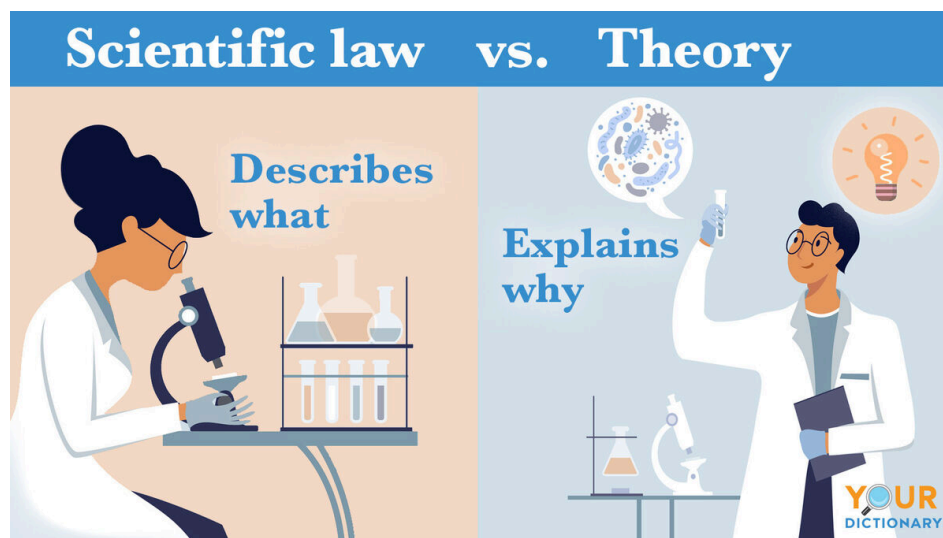 Scientific law vs. Theory
Describes
what
Explains
why
YOUR
DICTIONARY